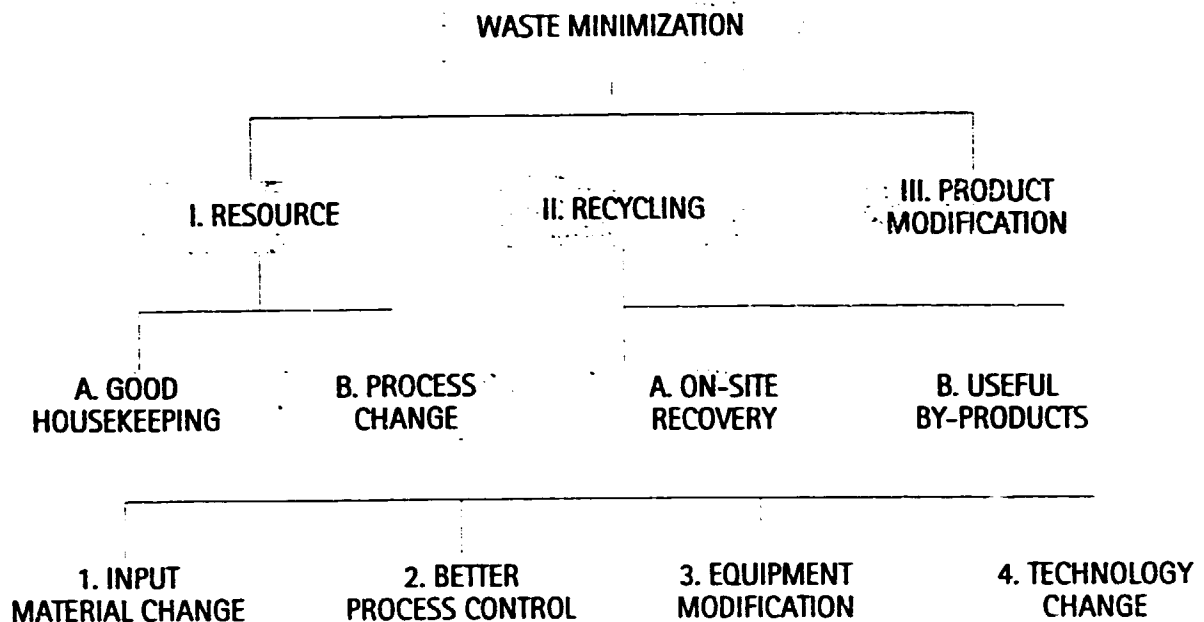 WASTE MINIMIZATION
I. RESOURCE
II. RECYCLING
III. PRODUCT
MODIFICATION
A. GOOD
HOUSEKEEPING
B. PROCESS
CHANGE
A. ON-SITE
RECOVERY
B. USEFUL
BY-PRODUCTS
1. INPUT
MATERIAL CHANGE
2. BETTER
PROCESS CONTROL
3. EQUIPMENT
MODIFICATION
4. TECHNOLOGY
CHANGE